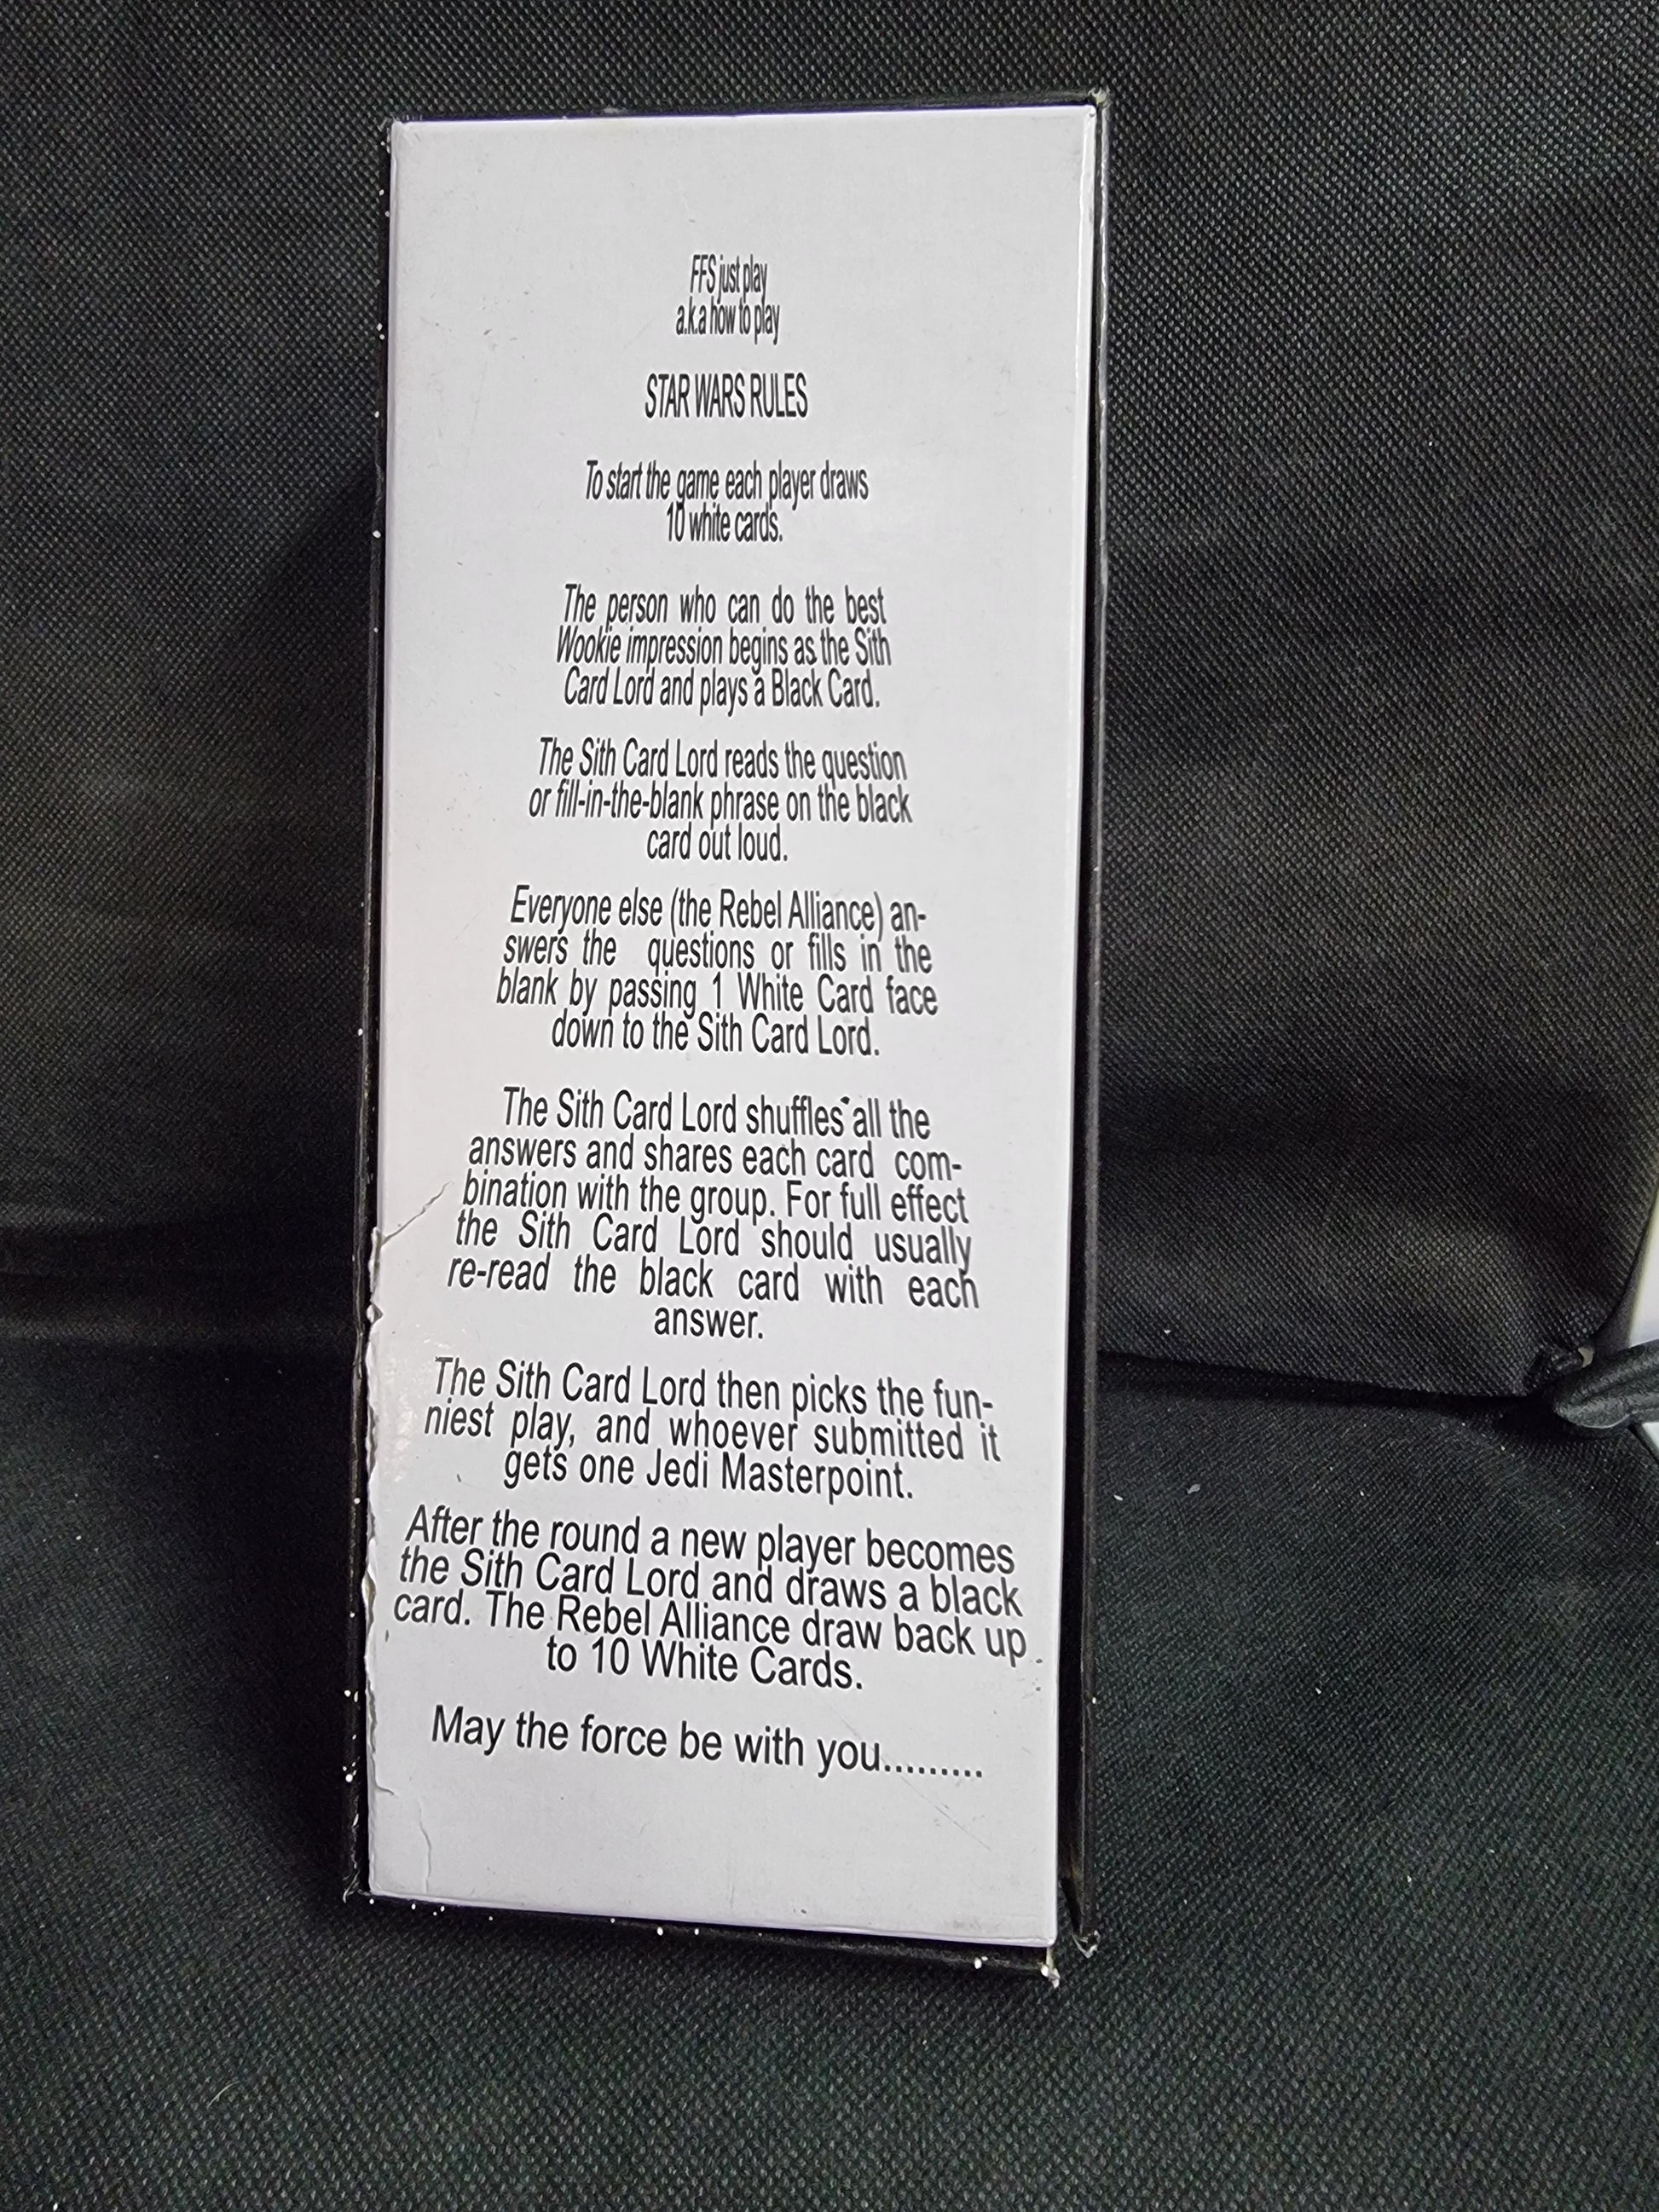 FFS just play
a.k.a how to play
STAR WARS RULES
To start the game each player draws
10 white cards.
The person who can do the best
Wookie impression begins as the Sith
Card Lord and plays a Black Card.
The Sith Card Lord reads the question
or fill-in-the-blank phrase on the black
card out loud.
Everyone else (the Rebel Alliance) an-
swers the questions or fills in the
blank by passing 1 White Card face
down to the Sith Card Lord.
The Sith Card Lord shuffles all the
answers and shares each card com-
bination with the group. For full effect
the Sith Card Lord should usually
re-read the black card with each
answer.
The Sith Card Lord then picks the fun-
niest play, and whoever submitted it
gets one Jedi Masterpoint.
After the round a new player becomes
the Sith Card Lord and draws a black
card. The Rebel Alliance draw back up
to 10 White Cards.
May the force be with you.........